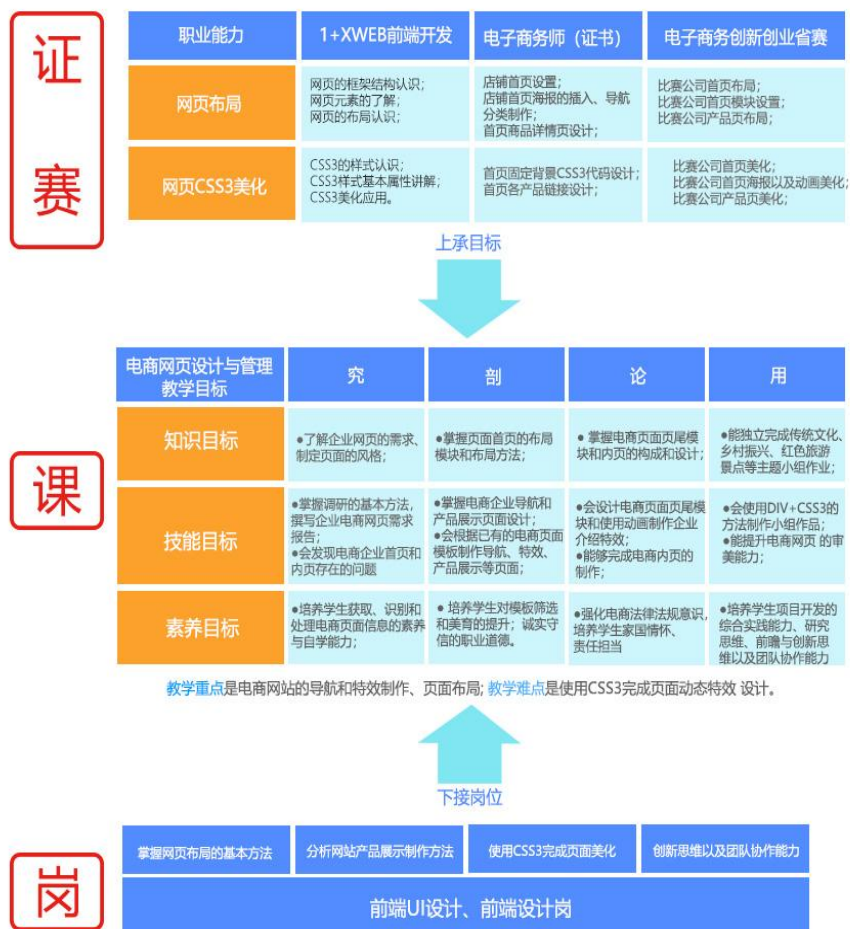 证
赛
职业能力
1+XWEB前端开发
电子商务师（证书）
电子商务创新创业省赛
网页布局
网页的框架结构认识；
网页元素的了解；
网页的布局认识；
店铺首页设置；
店铺首页海报的插入、导航
分类制作；
首页商品详情页设计；
比赛公司首页布局；
比赛公司首页模块设置；
比赛公司产品页布局；
网页CSS3美化
CSS3的样式认识；
CSS3样式基本属性讲解；
CSS3美化应用。
首页固定背景CSS3代码设计；
首页各产品链接设计；
比赛公司首页美化；
比赛公司首页海报以及动画美化；
比赛公司产品页美化；
上承目标
课
电商网页设计与管理
教学目标
究
剖
论
用
知识目标
●了解企业网页的需求、
制定页面的风格；
●掌握页面首页的布局
模块和布局方法；
● 掌握电商页面页尾模
块和内页的构成和设计；
●能独立完成传统文化、
乡村振兴、红色旅游
景点等主题小组作业；
技能目标
●掌握调研的基本方法，
撰写企业电商网页需求
报告；
●会发现电商企业首页和
内页存在的问题
●掌握电商企业导航和
产品展示页面设计；
●会根据已有的电商页面
模板制作导航、特效、
产品展示等页面；
●会设计电商页面页尾模
块和使用动画制作企业
介绍特效；
●能够完成电商内页的
制作；
●会使用DIV+CSS3的
方法制作小组作品；
●能提升电商网页 的审
美能力；
素养目标
●培养学生获取、识别和
处理电商页面信息的素养
与自学能力；
● 培养学生对模板筛选
和美育的提升；诚实守
信的职业道德。
●强化电商法律法规意识，
培养学生家国情怀、
责任担当
●培养学生项目开发的
综合实践能力、研究
思维、前瞻与创新思
维以及团队协作能力
教学重点是电商网站的导航和特效制作、页面布局; 教学难点是使用CSS3完成页面动态特效 设计。
下接岗位
岗
掌握网页布局的基本方法
分析网站产品展示制作方法
使用CSS3完成页面美化
创新思维以及团队协作能力
前端UI设计、前端设计岗